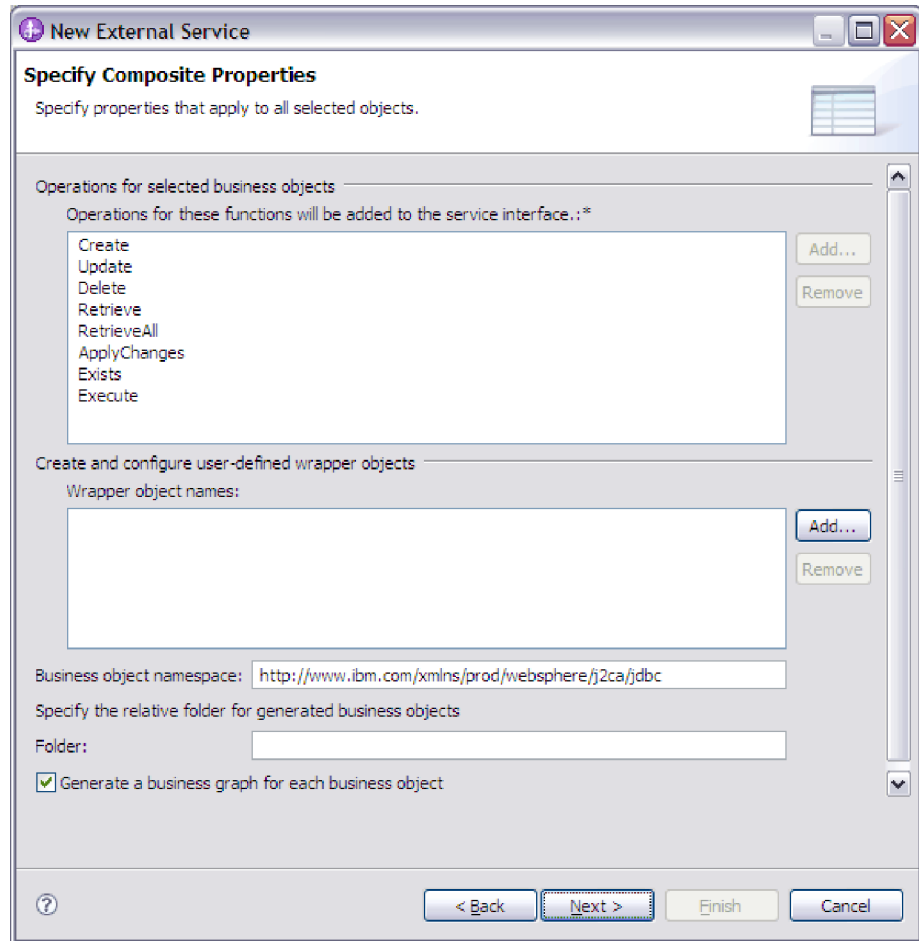 New External Service
Specify Composite Properties
Specify properties that apply to all selected objects.
Operations for selected business objects
Operations for these functions will be added to the service interface.:*
Create
Update
Delete
Retrieve
RetrieveAll
ApplyChanges
Exists
Execute
Add...
Remove
Create and configure user-defined wrapper objects
Wrapper object names:
Add...
Remove
Business object namespace: http://www.ibm.com/xmlns/prod/websphere/j2ca/jdbc
Specify the relative folder for generated business objects
Folder:
Generate a business graph for each business object
? < Back Next > Finish Cancel